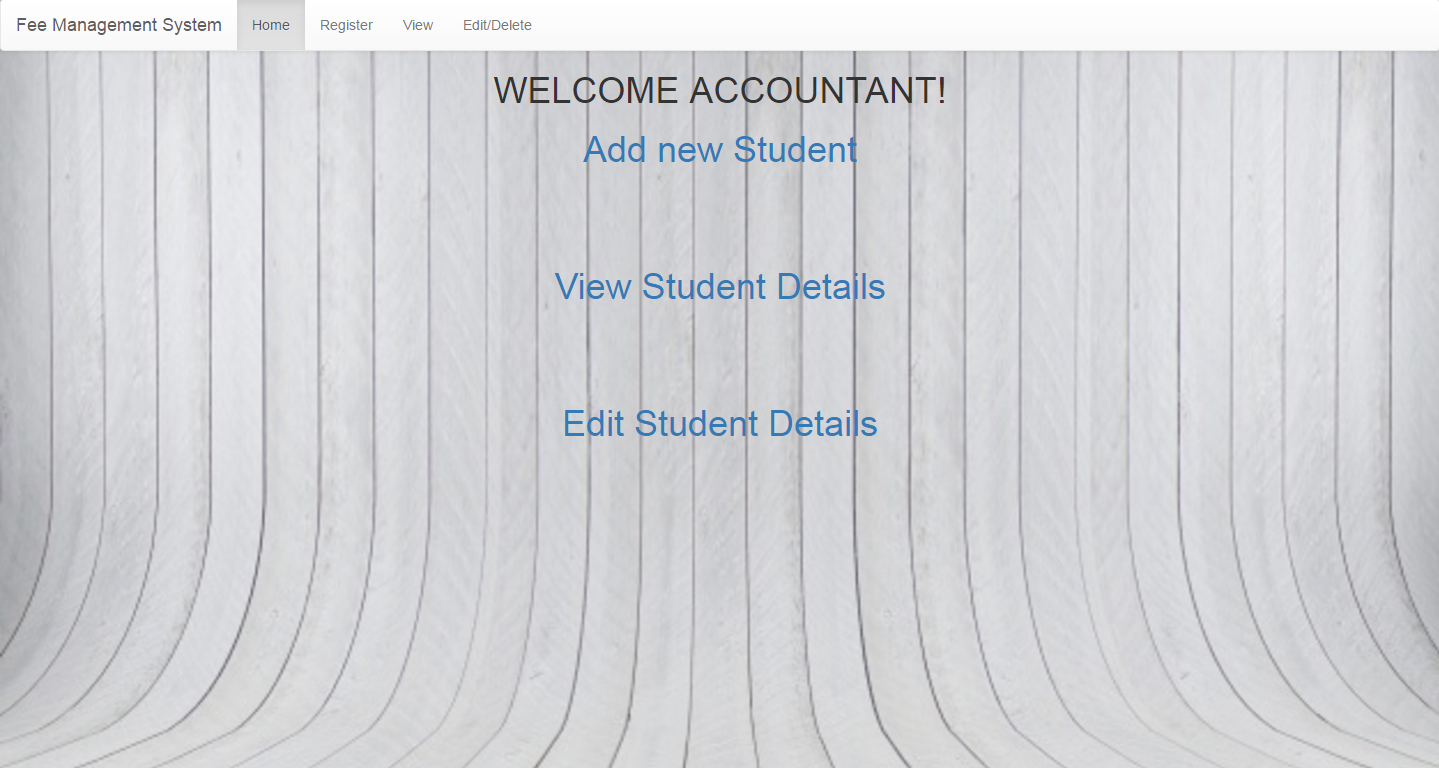 Fee Management System Home Register View Edit/Delete
WELCOME ACCOUNTANT!
Add new Student
View Student Details
Edit Student Details